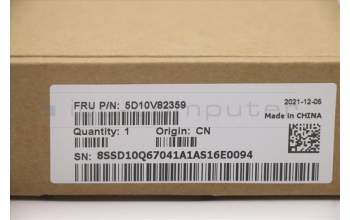 FRU P/N: 5D10V82359
2021-12-06
Made in CHINA
Quantity: 1 Origin: CN
SN: 8SSD10Q67041A1AS16E0094